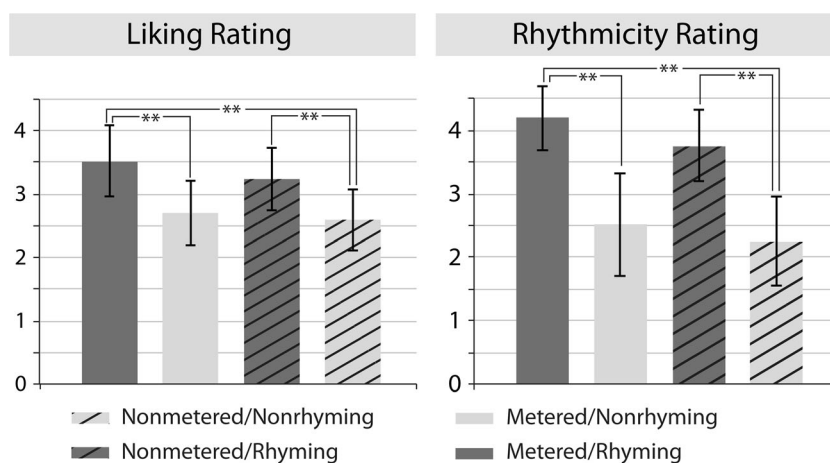 Liking Rating
Rhythmicity Rating
** ** **
** ** **
4
3
2
1
0
4
3
2
1
0
Nonmetered/Nonrhyming
Metered/Nonrhyming
Nonmetered/Rhyming
Metered/Rhyming